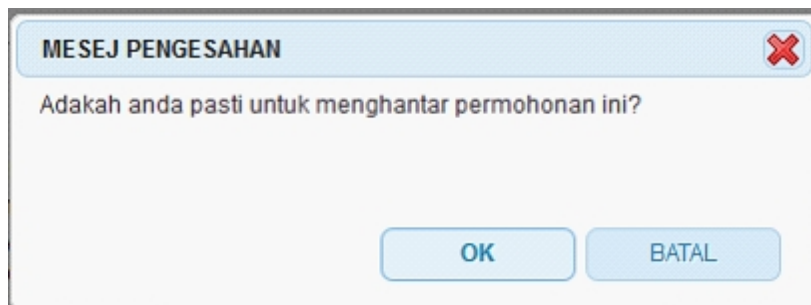 MESEJ PENGESAHAN
Adakah anda pasti untuk menghantar permohonan ini?
OK
BATAL